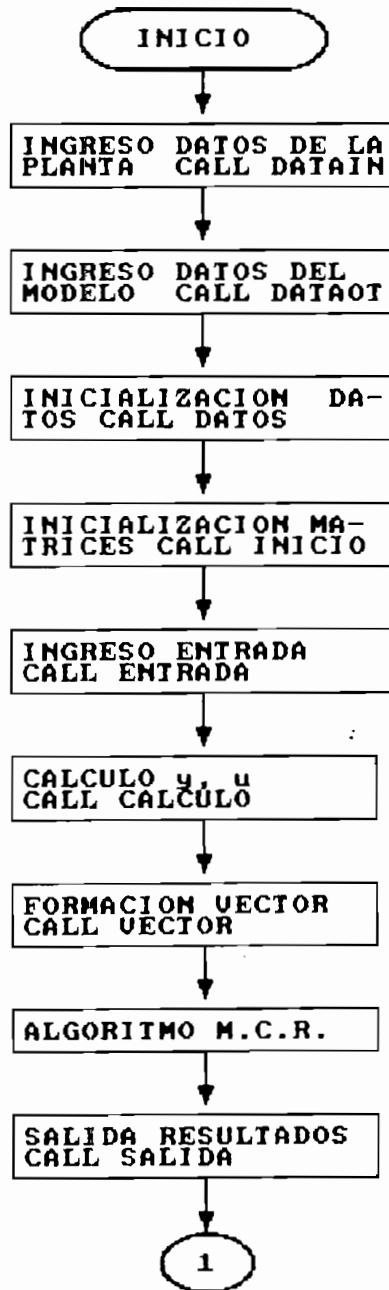 INICIO
INGRESO DATOS DE LA
PLANTA CALL DATAIN
INGRESO DATOS DEL
MODELO CALL DATAOT
INICIALIZACION DA-
TOS CALL DATOS
INICIALIZACION MA-
TRICES CALL INICIO
INGRESO ENTRADA
CALL ENTRADA
CALCULO y, u
CALL CALCULO
FORMACION VECTOR
CALL VECTOR
ALGORITMO M.C.R.
SALIDA RESULTADOS
CALL SALIDA
1